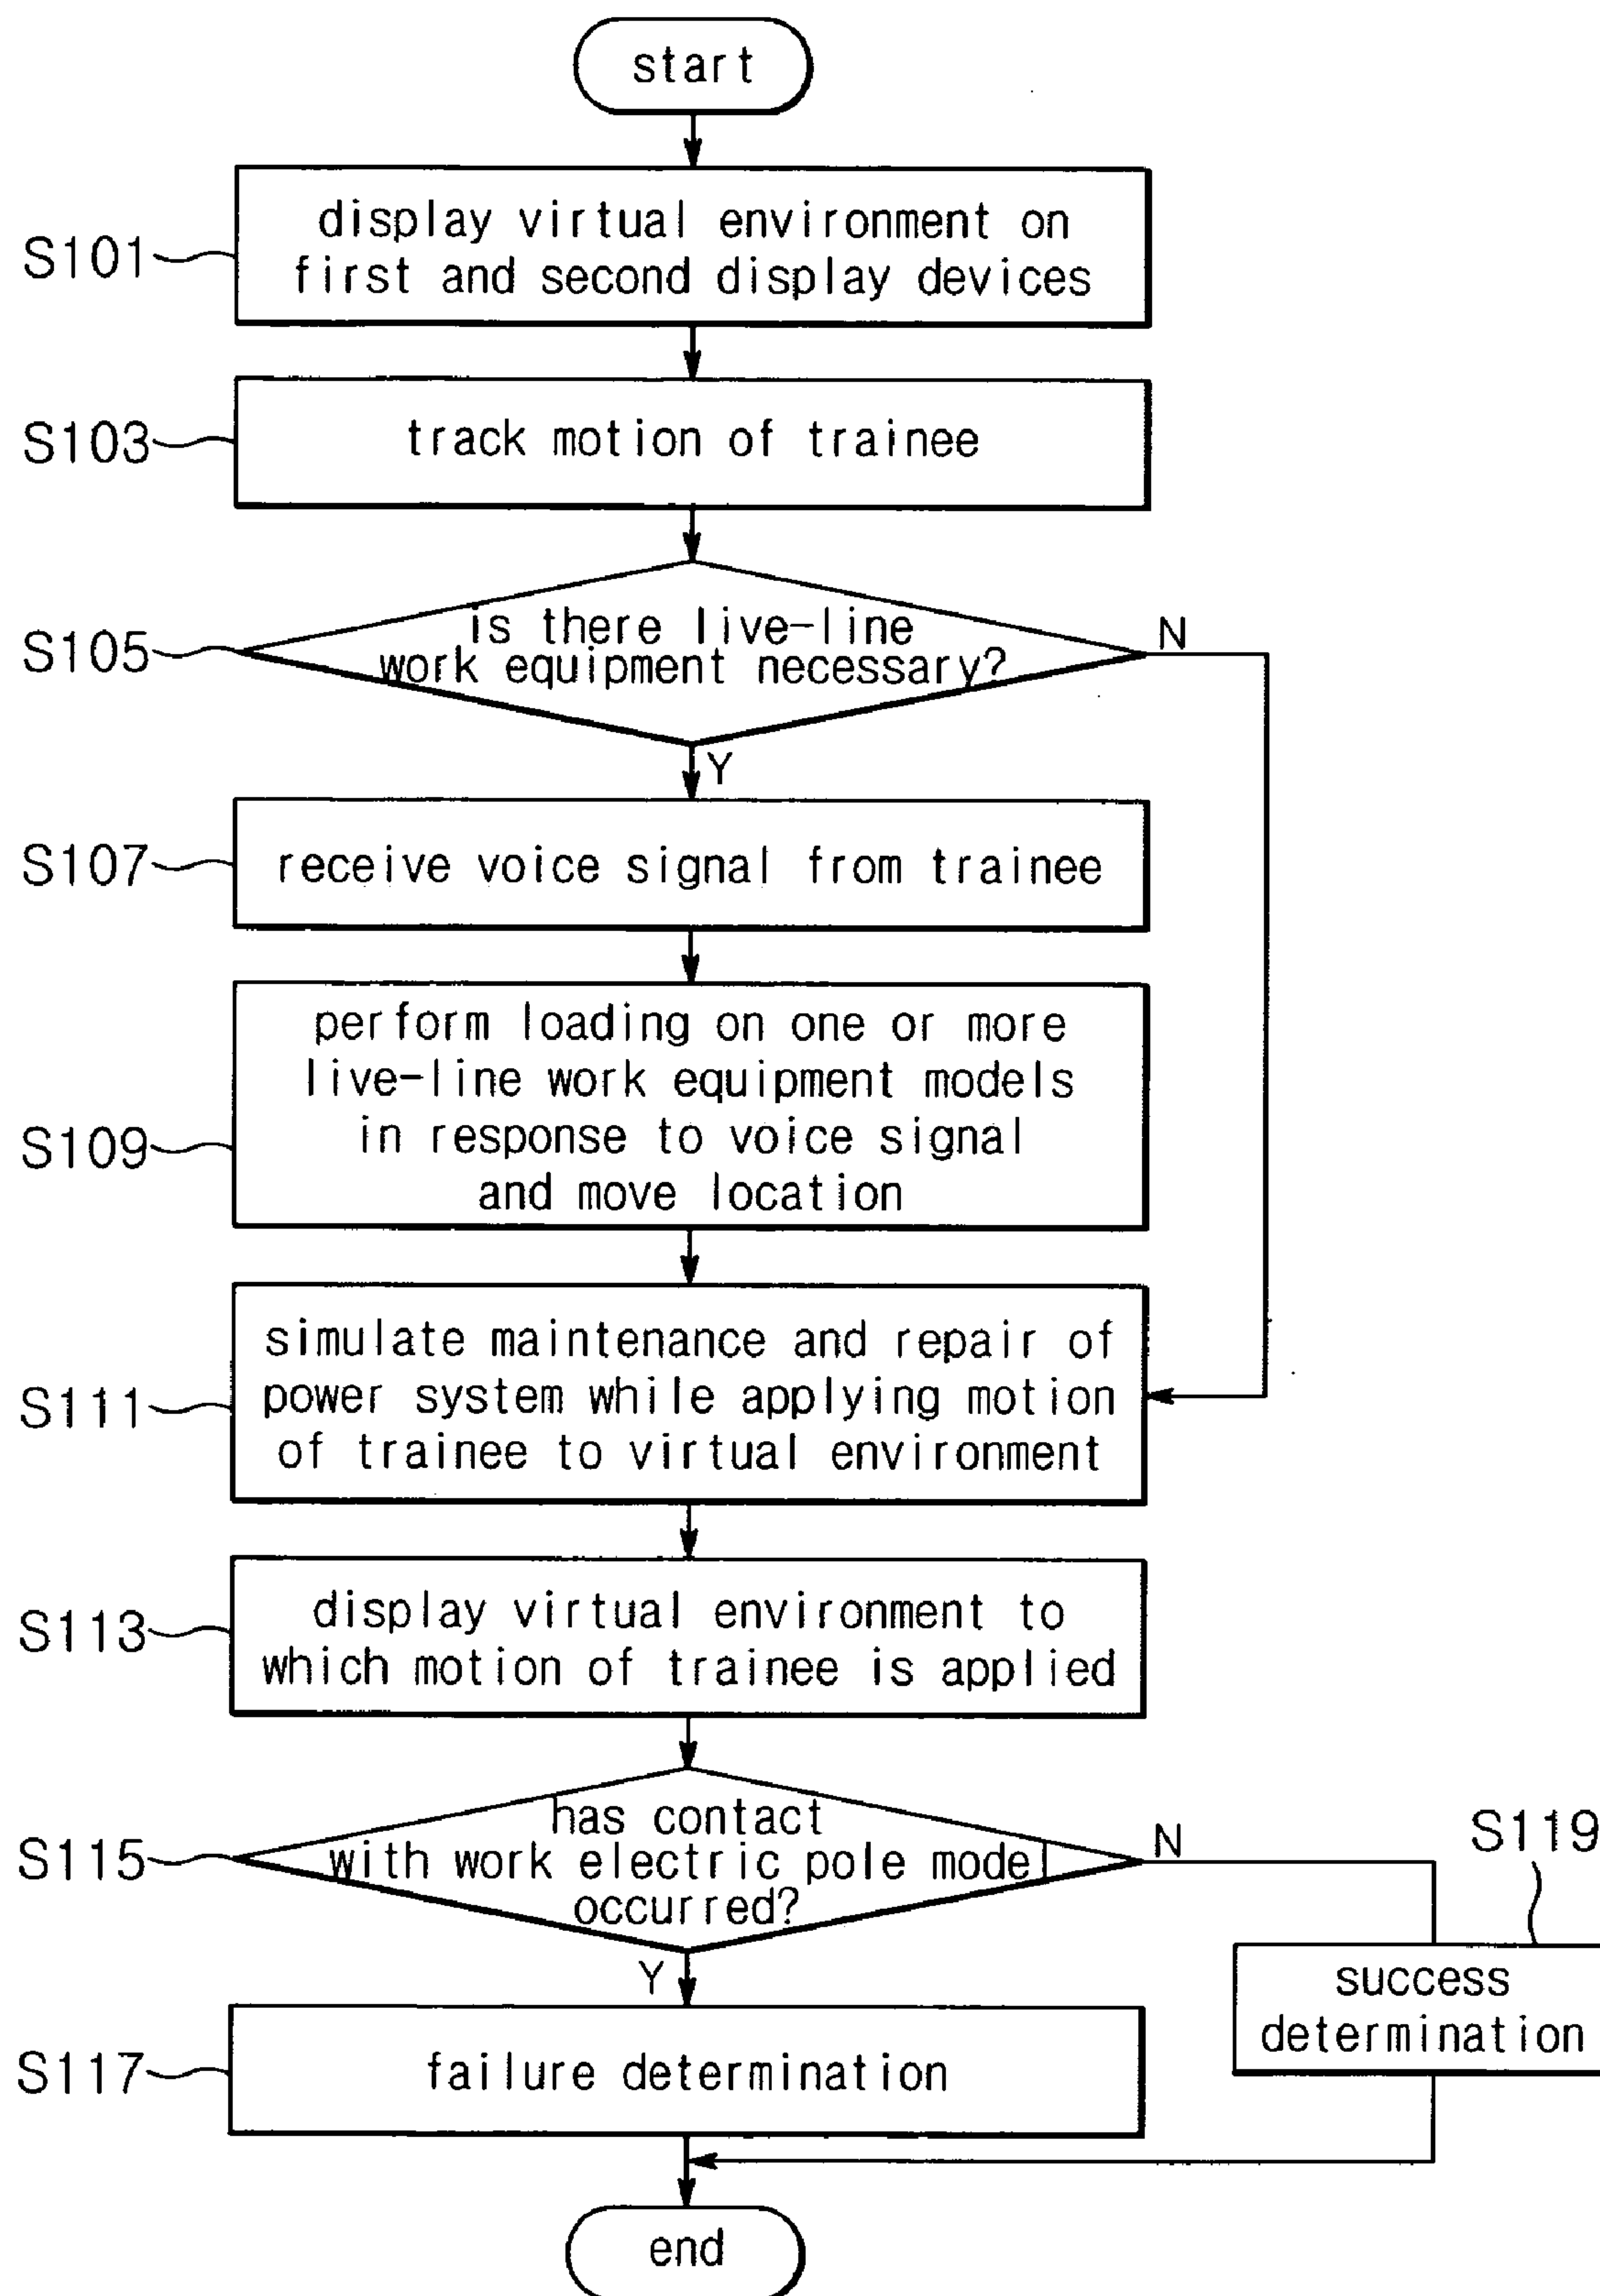 start
S101
display virtual environment on
first and second display devices
S103
track motion of trainee
S105
is there live-line
work equipment necessary?
N
Y
S107
receive voice signal from trainee
S109
perform loading on one or more
live-line work equipment models
in response to voice signal
and move location
S111
simulate maintenance and repair of
power system while applying motion
of trainee to virtual environment
S113
display virtual environment to
which motion of trainee is applied
S115
has contact
with work electric pole model
occurred?
N
Y
S119
success
determination
S117
failure determination
end